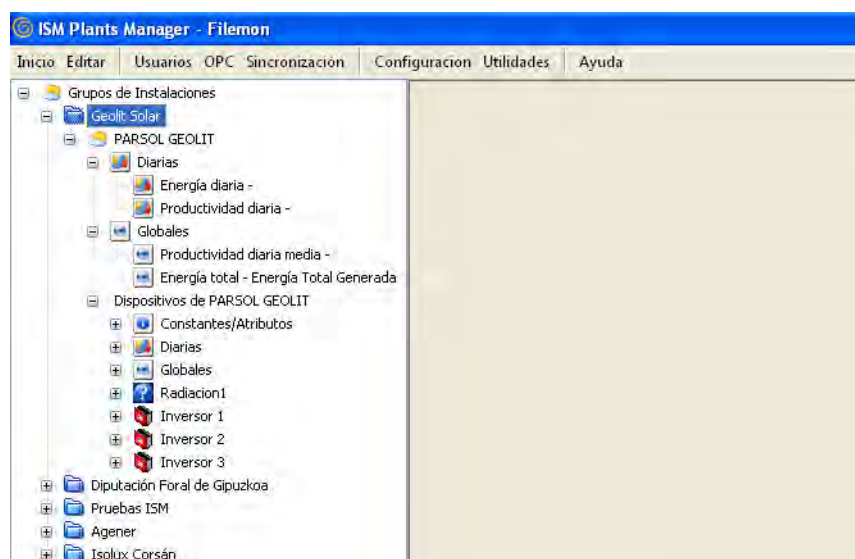 ISM Plants Manager - Filemon
Inicio Editar Usuarios OPC Sincronización Configuracion Utilidades Ayuda
Grupos de Instalaciones
Geolit Solar
PARSOL GEOLIT
Diarias
Energía diaria -
Productividad diaria -
Globales
Productividad diaria media -
Energía total - Energía Total Generada
Dispositivos de PARSOL GEOLIT
Constantes/Atributos
Diarias
Globales
Radiacion1
Inversor 1
Inversor 2
Inversor 3
Diputación Foral de Gipuzkoa
Pruebas ISM
Agener
Isolux Corsán